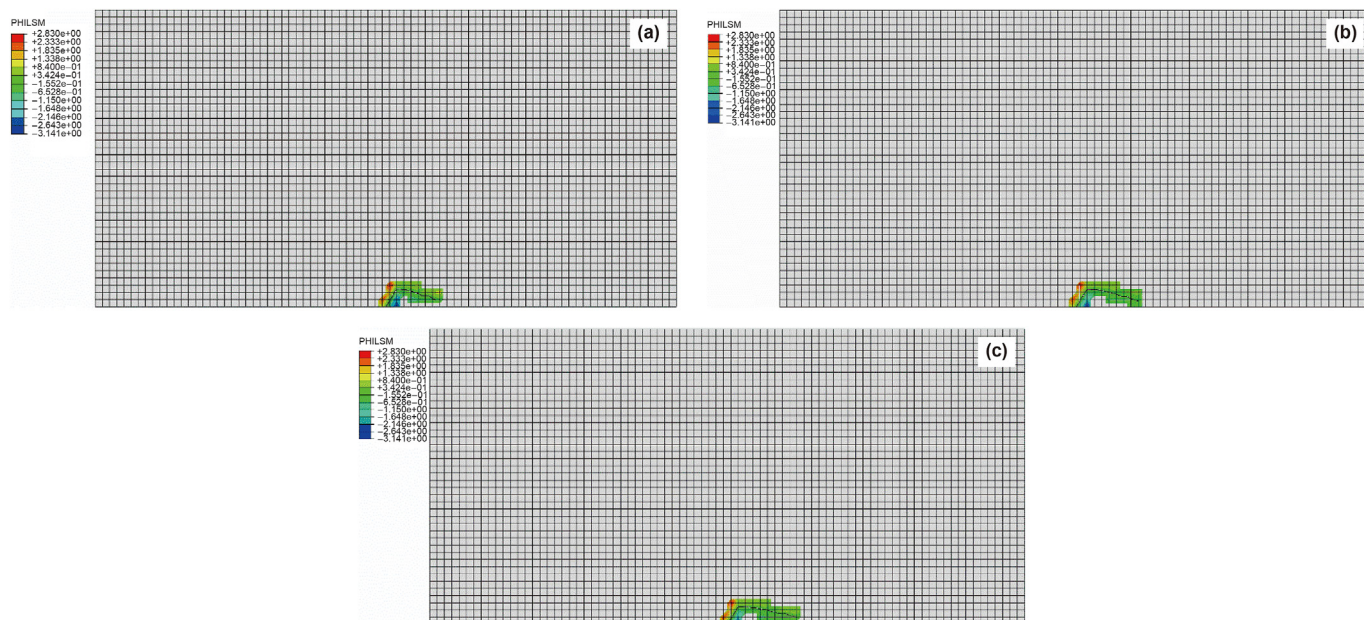 PHILSM
+2.830e+00
+2.333e+00
+1.835e+00
+1.338e+00
+8.400e−01
+3.424e−01
−1.552e−01
−6.528e−01
−1.150e+00
−1.648e+00
−2.146e+00
−2.643e+00
−3.141e+00
(a)
PHILSM
+2.830e+00
+2.333e+00
+1.835e+00
+1.338e+00
+8.400e−01
+3.424e−01
−1.552e−01
−6.528e−01
−1.150e+00
−1.648e+00
−2.146e+00
−2.643e+00
−3.141e+00
(b)
PHILSM
+2.830e+00
+2.333e+00
+1.835e+00
+1.338e+00
+8.400e−01
+3.424e−01
−1.552e−01
−6.528e−01
−1.150e+00
−1.648e+00
−2.146e+00
−2.643e+00
−3.141e+00
(c)